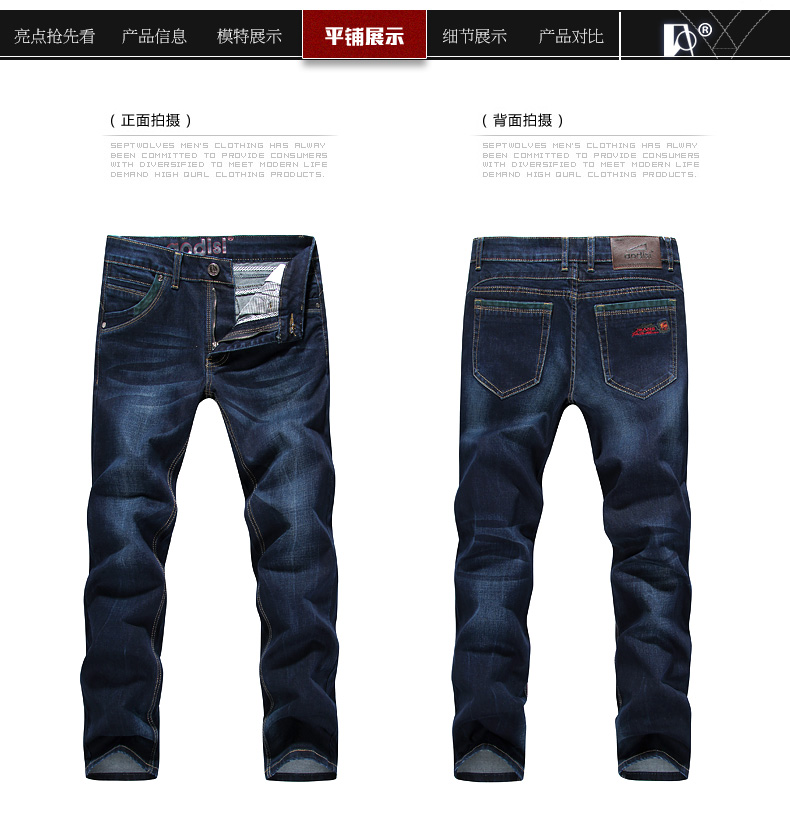 亮点抢先看 产品信息 模特展示 平铺展示 细节展示 产品对比 ®
( 正面拍摄 )
SEPTWOLVES MEN'S CLOTHING HAS ALWAY
BEEN COMMITTED TO PROVIDE CONSUMERS
WITH DIVERSIFIED TO MEET MODERN LIFE
DEMAND HIGH QUAL CLOTHING PRODUCTS.
( 背面拍摄 )
SEPTWOLVES MEN'S CLOTHING HAS ALWAY
BEEN COMMITTED TO PROVIDE CONSUMERS
WITH DIVERSIFIED TO MEET MODERN LIFE
DEMAND HIGH QUAL CLOTHING PRODUCTS.